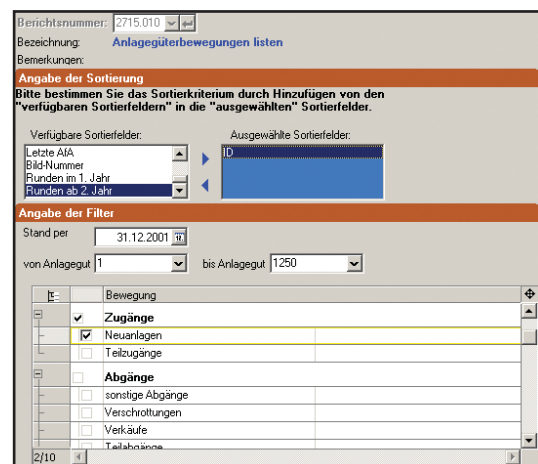 Berichtsnummer: 2715.010
Bezeichnung: Anlagegüterbewegungen listen
Bemerkungen:
Angabe der Sortierung
Bitte bestimmen Sie das Sortierkriterium durch Hinzufügen von den
"verfügbaren Sortierfeldern" in die "ausgewählten" Sortierfelder.
Verfügbare Sortierfelder: Ausgewählte Sortierfelder:
Letzte AfA ID
Bild-Nummer
Runden im 1. Jahr
Runden ab 2. Jahr
Angabe der Filter
Stand per 31.12.2001
von Anlagegut 1 bis Anlagegut 1250
Bewegung
Zugänge
Neuanlagen
Teilzugänge
Abgänge
sonstige Abgänge
Verschrottungen
Verkäufe
Teilabgänge
2/10